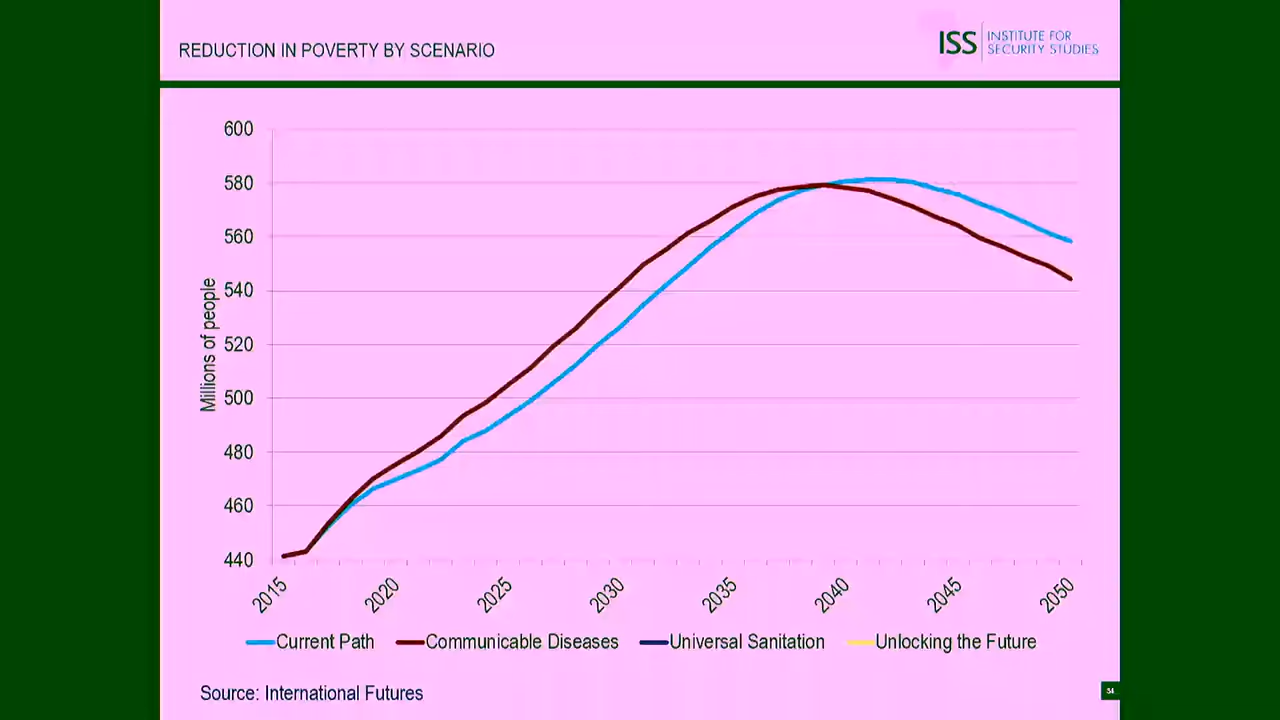 REDUCTION IN POVERTY BY SCENARIO
ISS INSTITUTE FOR
SECURITY STUDIES
Millions of people
600
580
560
540
520
500
480
460
440
2015 2020 2025 2030 2035 2040 2045 2050
Current Path Communicable Diseases Universal Sanitation Unlocking the Future
Source: International Futures
34